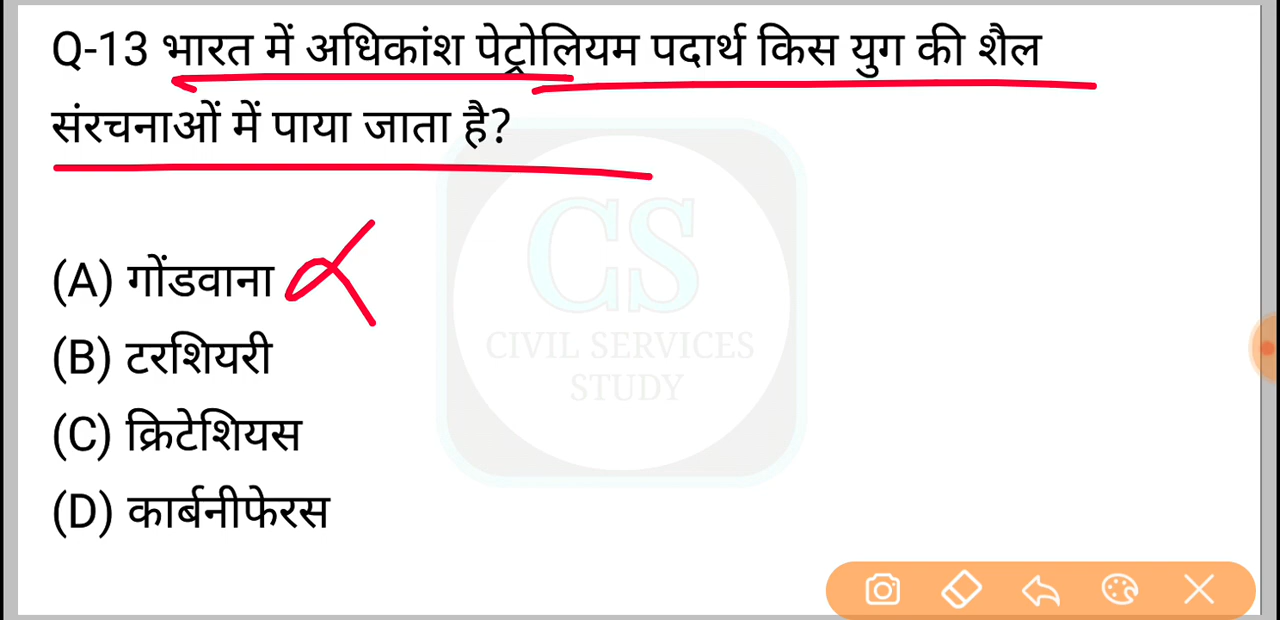 Q-13 भारत में अधिकांश पेट्रोलियम पदार्थ किस युग की शैल
संरचनाओं में पाया जाता है?
(A) गोंडवाना
(B) टरशियरी
(C) क्रिटेशियस
(D) कार्बनीफेरस
CS
CIVIL SERVICES
STUDY